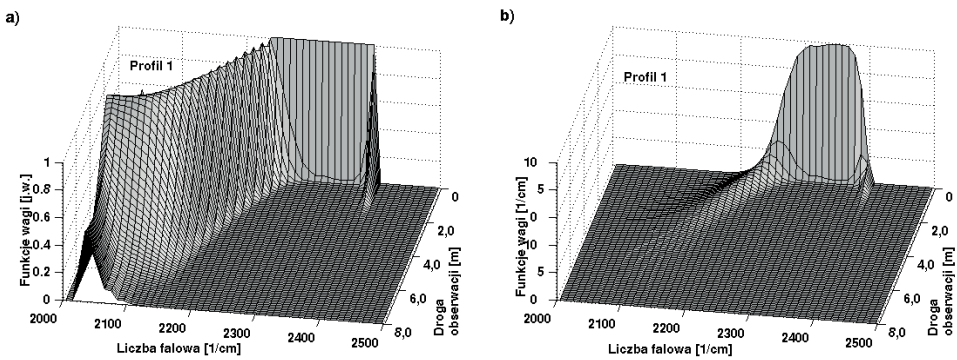 a)
Profil 1
Funkcje wagi [j.w.]
1
0.8
0.6
0.4
0.2
0
2000
2100
2200
2300
2400
2500
Liczba falowa [1/cm]
0
2,0
4,0
6,0
8,0
Droga
obserwacji [m]
b)
Profil 1
Funkcje wagi [1/cm]
10
5
0
10
5
0
2000
2100
2200
2300
2400
2500
Liczba falowa [1/cm]
0
2,0
4,0
6,0
8,0
Droga
obserwacji [m]